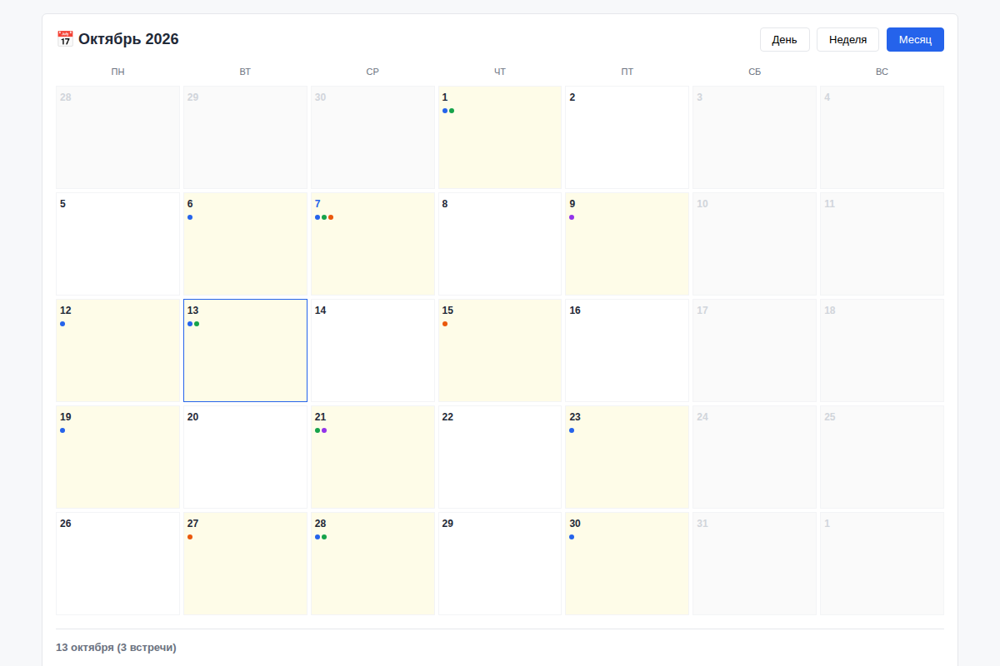 📅 Октябрь 2026
День Неделя Месяц
ПН ВТ СР ЧТ ПТ СБ ВС
28 29 30 1 2 3 4
5 6 7 8 9 10 11
12 13 14 15 16 17 18
19 20 21 22 23 24 25
26 27 28 29 30 31 1
13 октября (3 встречи)